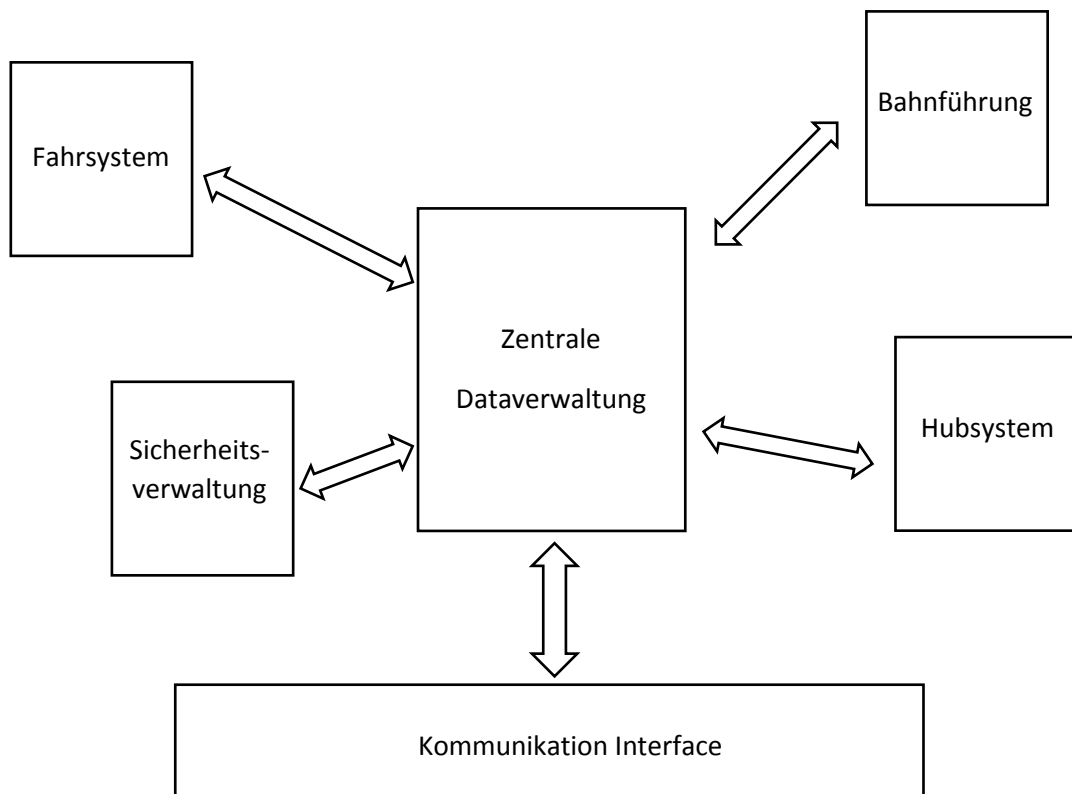 Bahnführung
Fahrsystem
Zentrale
Dataverwaltung
Hubsystem
Sicherheits-
verwaltung
Kommunikation Interface